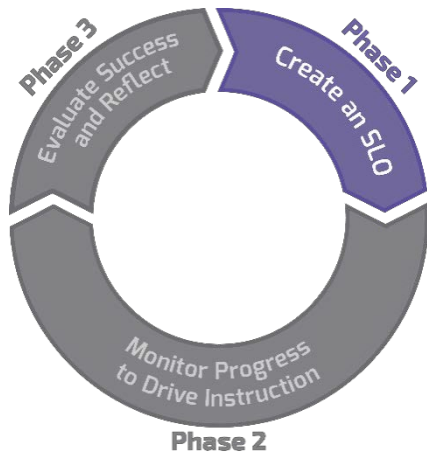 Phase 1
Create an SLO
Phase 2
Monitor Progress
to Drive Instruction
Phase 3
Evaluate Success
and Reflect